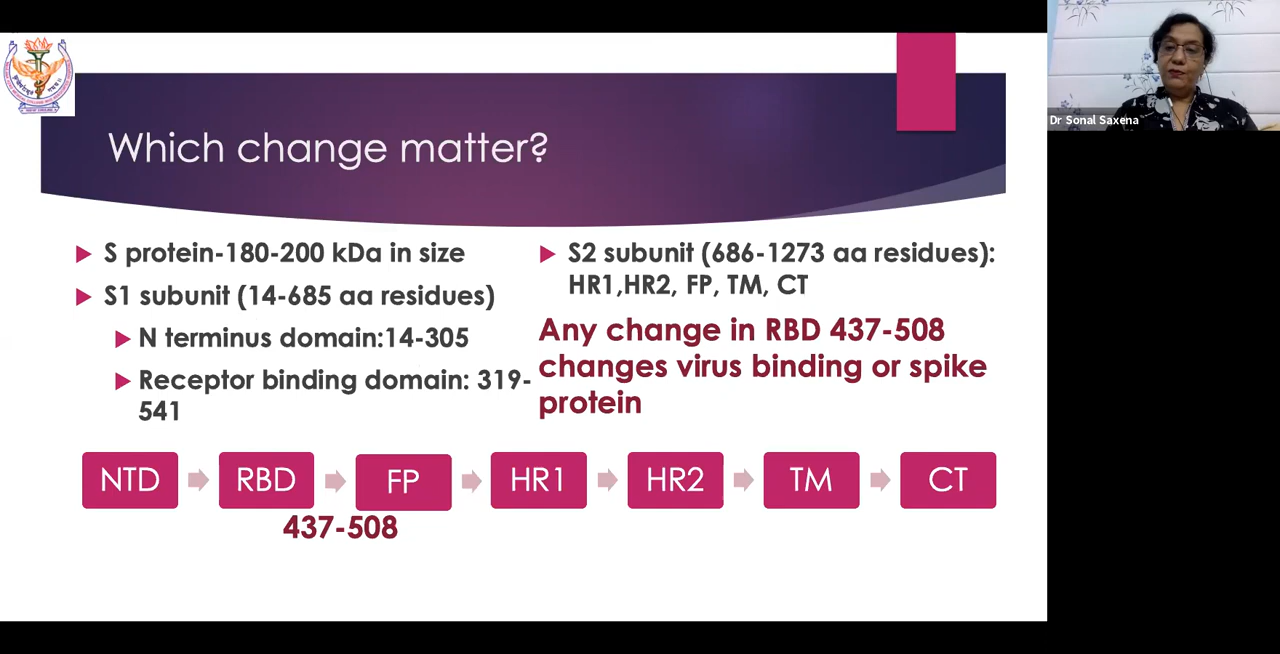 Which change matter?
S protein-180-200 kDa in size
S1 subunit (14-685 aa residues)
N terminus domain:14-305
Receptor binding domain: 319-
541
S2 subunit (686-1273 aa residues):
HR1,HR2, FP, TM, CT
Any change in RBD 437-508
changes virus binding or spike
protein
NTD
RBD
FP
HR1
HR2
TM
CT
437-508
Dr Sonal Saxena